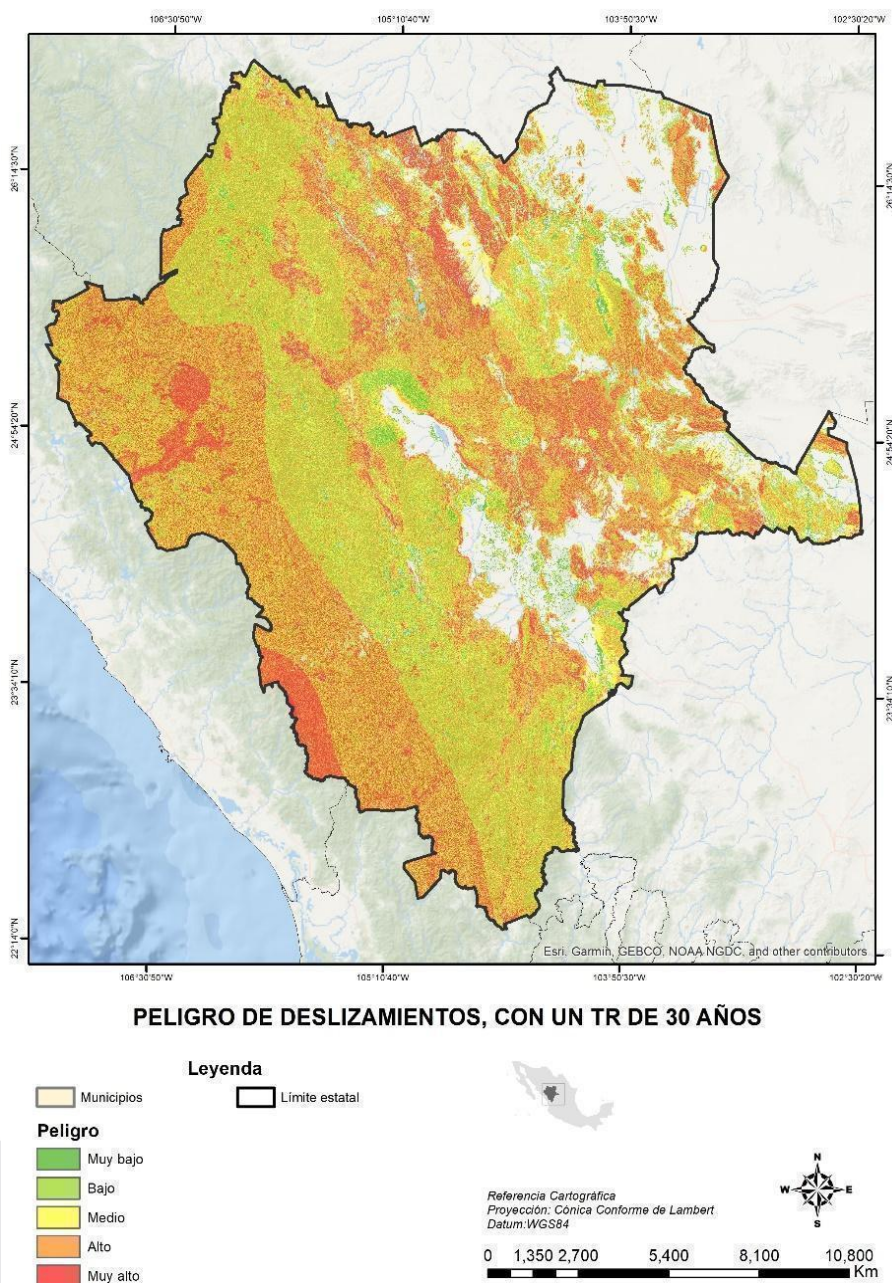 106°30'50"W 105°10'40"W 103°50'30"W 102°30'20"W
26°14'30"N
26°14'30"N
24°54'20"N
24°54'20"N
23°34'10"N
23°34'10"N
22°14'0"N
Esri, Garmin, GEBCO, NOAA NGDC, and other contributors
106°30'50"W 105°10'40"W 103°50'30"W 102°30'20"W
PELIGRO DE DESLIZAMIENTOS, CON UN TR DE 30 AÑOS
Leyenda
Municipios
Límite estatal
Peligro
Muy bajo
Bajo
Medio
Alto
Muy alto
N
W E
S
Referencia Cartográfica
Proyección: Cónica Conforme de Lambert
Datum:WGS84
0 1,350 2,700 5,400 8,100 10,800
Km